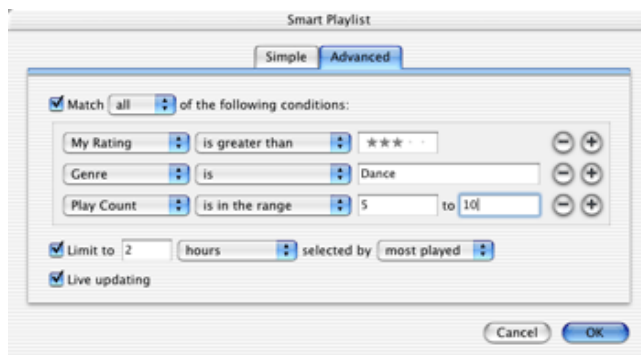 Smart Playlist
Simple Advanced
Match all of the following conditions:
My Rating is greater than ★★★··
Genre is Dance
Play Count is in the range 5 to 10
Limit to 2 hours selected by most played
Live updating
Cancel OK